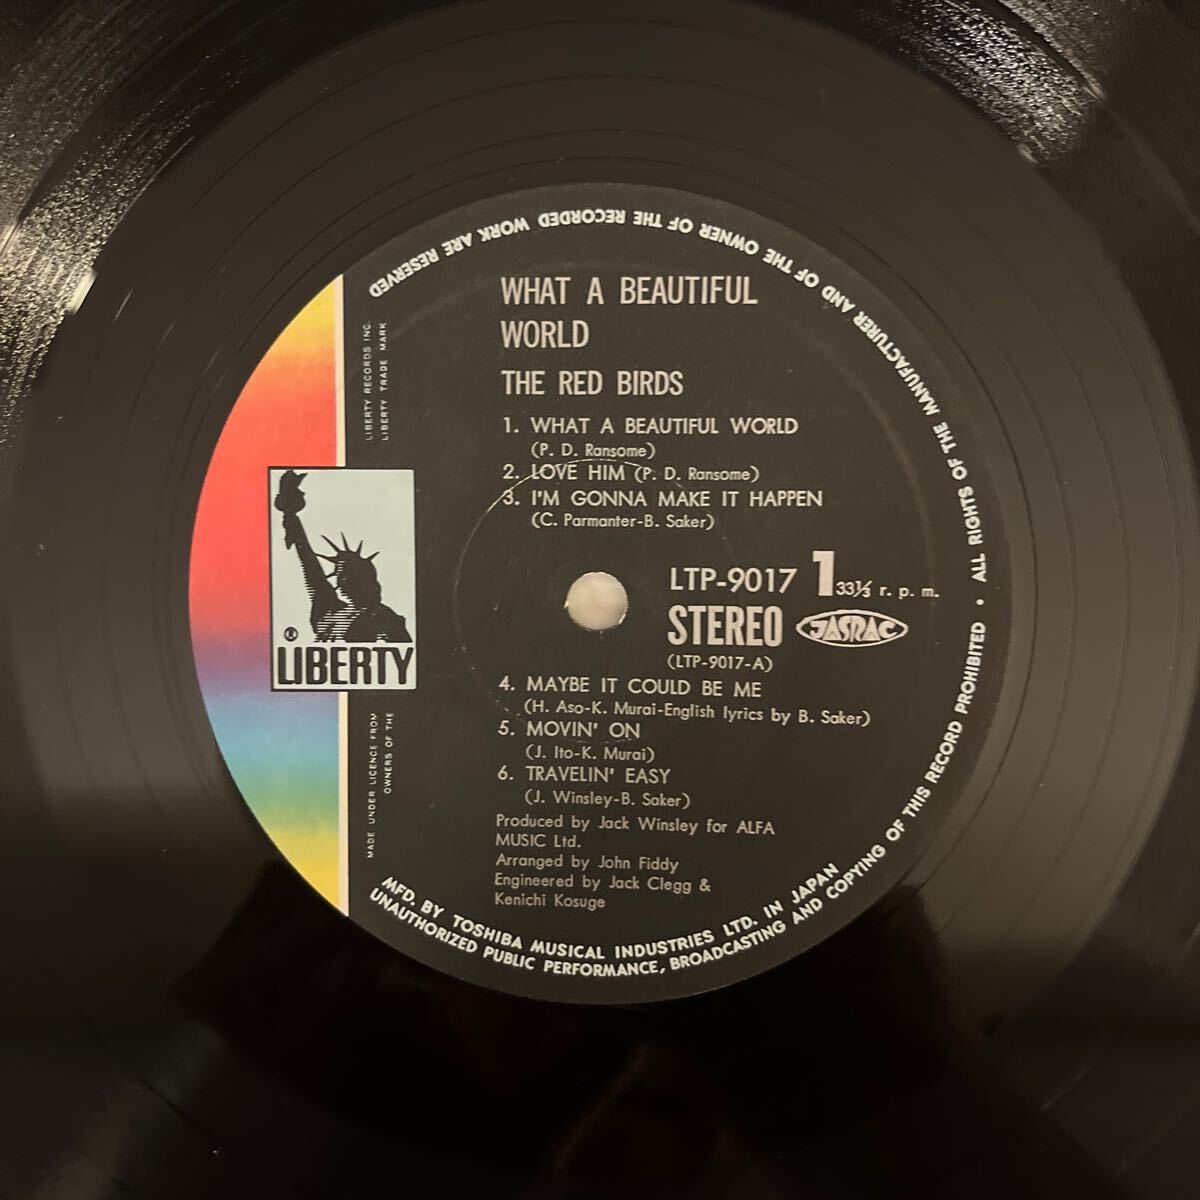 WHAT A BEAUTIFUL
WORLD
THE RED BIRDS
1. WHAT A BEAUTIFUL WORLD
(P. D. Ransome)
2. LOVE HIM (P. D. Ransome)
3. I'M GONNA MAKE IT HAPPEN
(C. Parmanter-B. Saker)
LTP-9017 1 33⅓ r. p. m.
STEREO JASRAC
(LTP-9017-A)
4. MAYBE IT COULD BE ME
(H. Aso-K. Murai-English lyrics by B. Saker)
5. MOVIN' ON
(J. Ito-K. Murai)
6. TRAVELIN' EASY
(J. Winsley-B. Saker)
Produced by Jack Winsley for ALFA
MUSIC Ltd.
Arranged by John Fiddy
Engineered by Jack Clegg &
Kenichi Kosuge
LIBERTY
LIBERTY RECORDS INC.
LIBERTY TRADE MARK
MADE UNDER LICENCE FROM
OWNERS OF THE
MFD. BY TOSHIBA MUSICAL INDUSTRIES LTD. IN JAPAN
UNAUTHORIZED PUBLIC PERFORMANCE, BROADCASTING AND COPYING OF THIS RECORD PROHIBITED • ALL RIGHTS OF THE MANUFACTURER AND OF THE OWNER OF THE RECORDED WORK ARE RESERVED